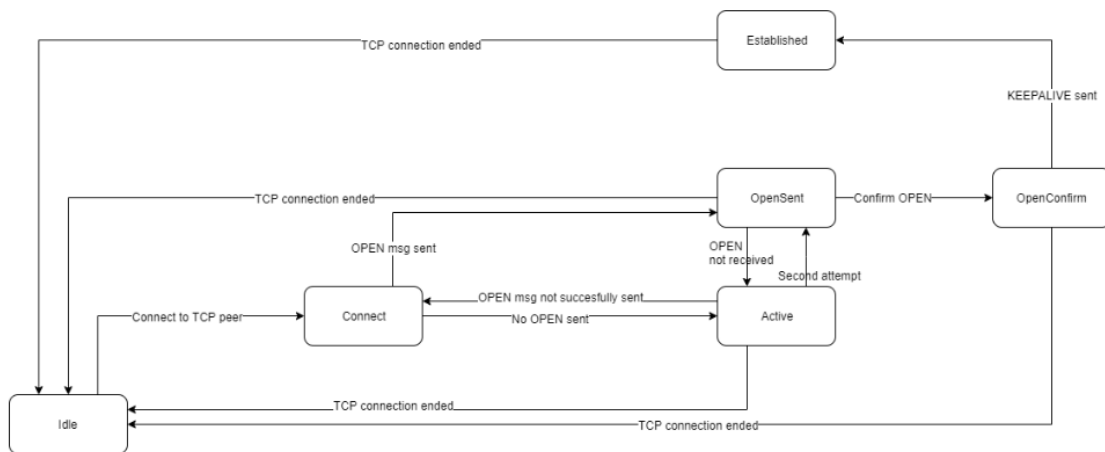 Established
TCP connection ended
KEEPALIVE sent
TCP connection ended
OpenSent
Confirm OPEN
OpenConfirm
OPEN msg sent
OPEN
not received
Second attempt
OPEN msg not succesfully sent
Connect to TCP peer
Connect
No OPEN sent
Active
TCP connection ended
Idle
TCP connection ended